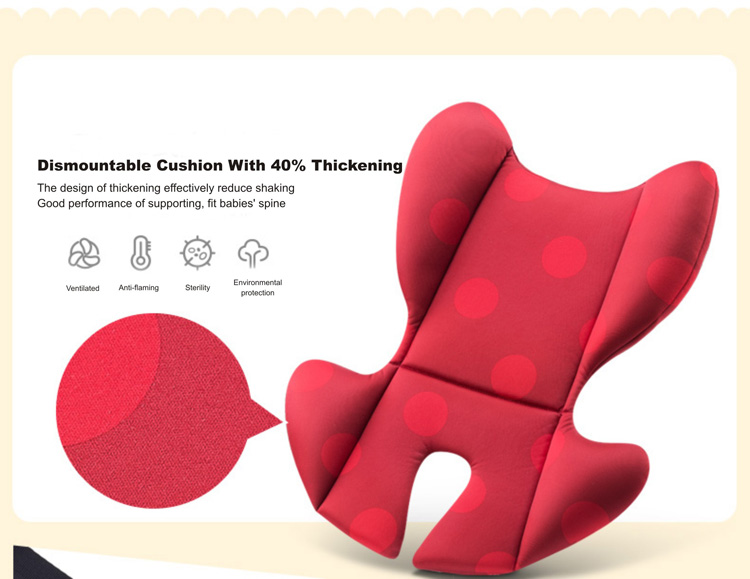 Dismountable Cushion With 40% Thickening
The design of thickening effectively reduce shaking
Good performance of supporting, fit babies' spine
Ventilated
Anti-flaming
Sterility
Environmental
protection